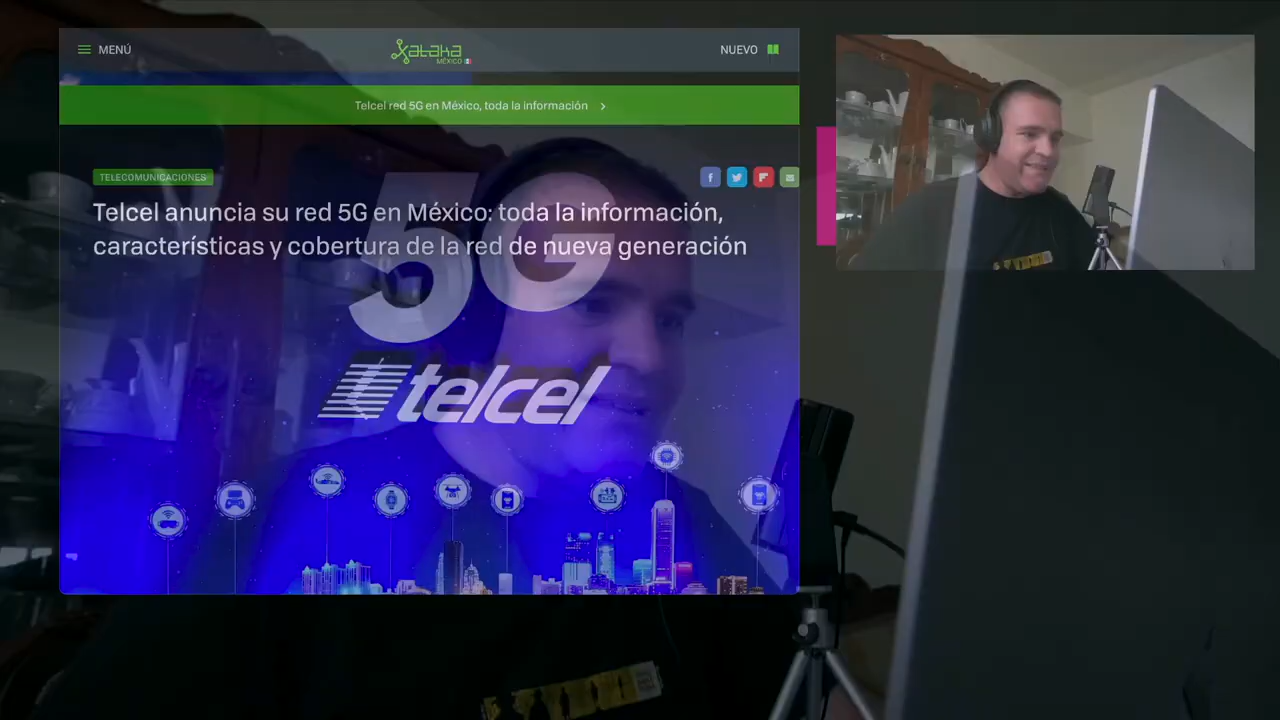 MENÚ
xataka
MÉXICO
NUEVO
Telcel red 5G en México, toda la información
TELECOMUNICACIONES
Telcel anuncia su red 5G en México: toda la información,
características y cobertura de la red de nueva generación
5G
telcel